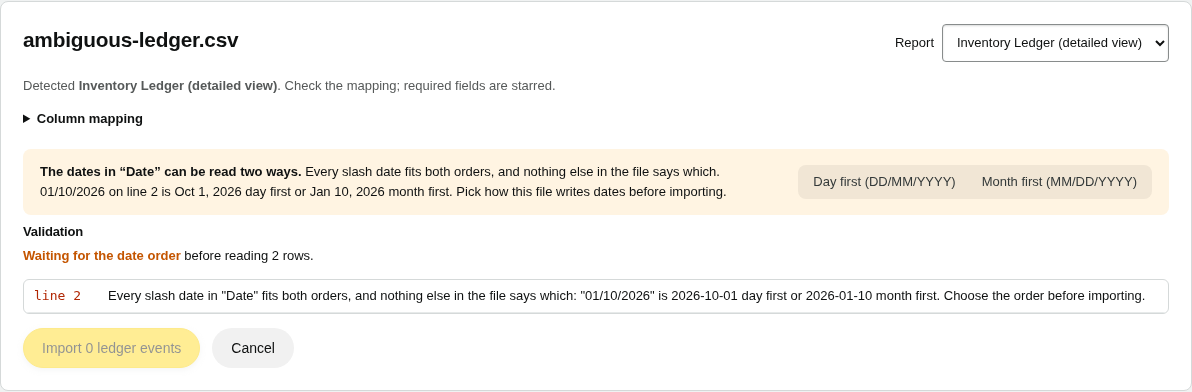 ambiguous-ledger.csv
Report
Inventory Ledger (detailed view)
Detected Inventory Ledger (detailed view). Check the mapping; required fields are starred.
Column mapping
The dates in “Date” can be read two ways. Every slash date fits both orders, and nothing else in the file says which.
01/10/2026 on line 2 is Oct 1, 2026 day first or Jan 10, 2026 month first. Pick how this file writes dates before importing.
Day first (DD/MM/YYYY)
Month first (MM/DD/YYYY)
Validation
Waiting for the date order before reading 2 rows.
line 2 Every slash date in "Date" fits both orders, and nothing else in the file says which: "01/10/2026" is 2026-10-01 day first or 2026-01-10 month first. Choose the order before importing.
Import 0 ledger events
Cancel